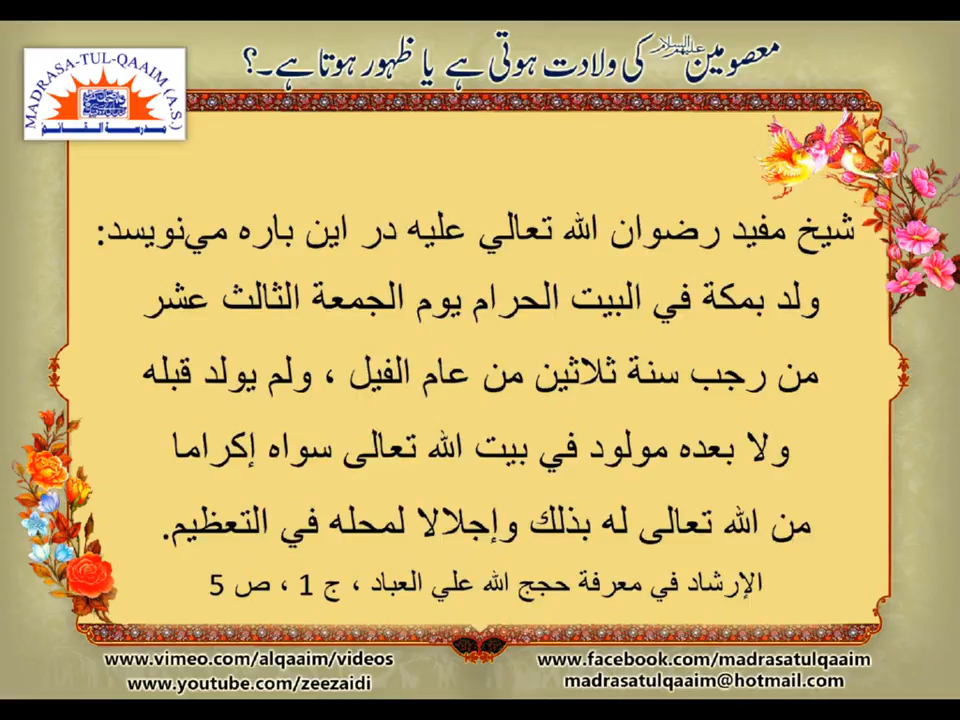 معصومین علیہم السلام کی ولادت ہوتی ہے یا ظہور ہوتا ہے۔؟
MADRASA-TUL-QAAIM (A.S.)
مدرسة القائم
شيخ مفيد رضوان الله تعالي عليه در اين باره مي‌نويسد:
ولد بمكة في البيت الحرام يوم الجمعة الثالث عشر
من رجب سنة ثلاثين من عام الفيل ، ولم يولد قبله
ولا بعده مولود في بيت الله تعالى سواه إكراما
من الله تعالى له بذلك وإجلالا لمحله في التعظيم.
الإرشاد في معرفة حجج الله علي العباد ، ج 1 ، ص 5
www.vimeo.com/alqaaim/videos
www.youtube.com/zeezaidi
www.facebook.com/madrasatulqaaim
madrasatulqaaim@hotmail.com